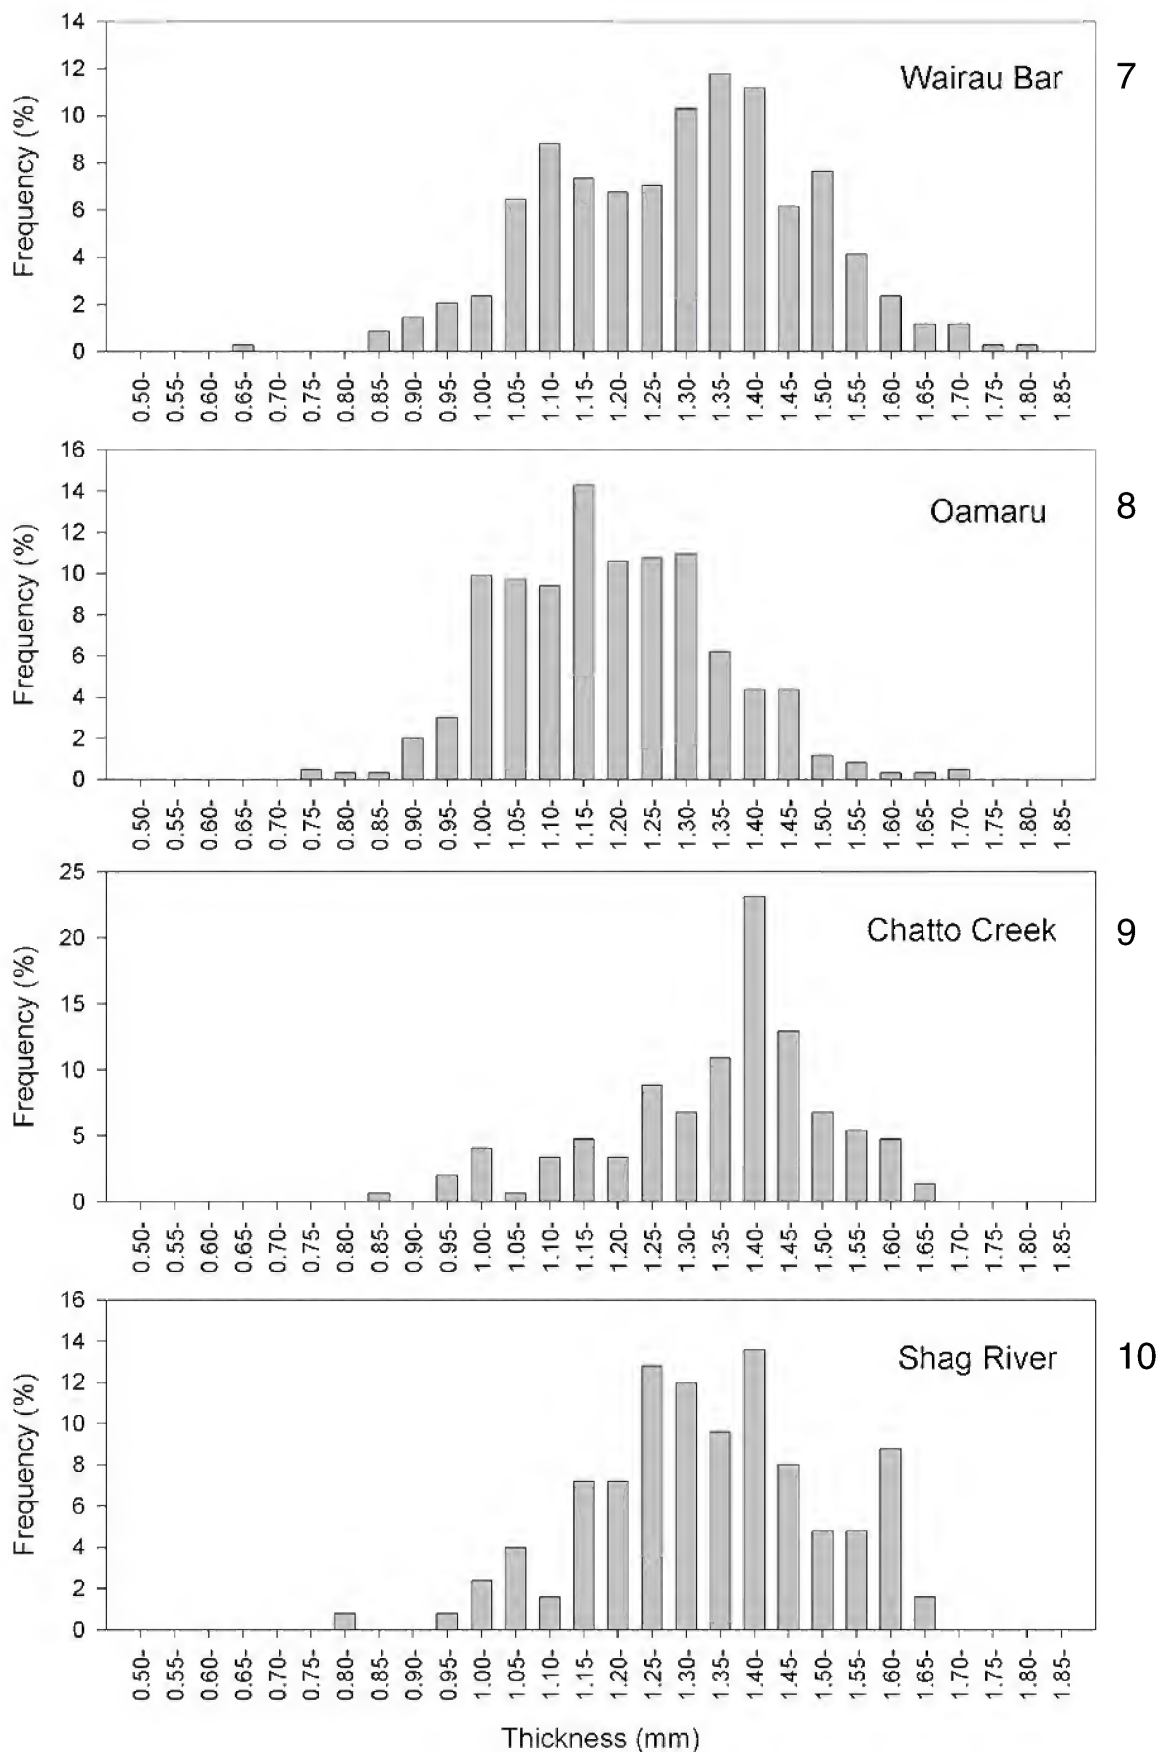 14
12
10
8
6
4
2
0
Frequency (%)
Wairau Bar
7
0.50- 0.55- 0.60- 0.65- 0.70- 0.75- 0.80- 0.85- 0.90- 0.95- 1.00- 1.05- 1.10- 1.15- 1.20- 1.25- 1.30- 1.35- 1.40- 1.45- 1.50- 1.55- 1.60- 1.65- 1.70- 1.75- 1.80- 1.85-
16
14
12
10
8
6
4
2
0
Frequency (%)
Oamaru
8
0.50- 0.55- 0.60- 0.65- 0.70- 0.75- 0.80- 0.85- 0.90- 0.95- 1.00- 1.05- 1.10- 1.15- 1.20- 1.25- 1.30- 1.35- 1.40- 1.45- 1.50- 1.55- 1.60- 1.65- 1.70- 1.75- 1.80- 1.85-
25
20
15
10
5
0
Frequency (%)
Chatto Creek
9
0.50- 0.55- 0.60- 0.65- 0.70- 0.75- 0.80- 0.85- 0.90- 0.95- 1.00- 1.05- 1.10- 1.15- 1.20- 1.25- 1.30- 1.35- 1.40- 1.45- 1.50- 1.55- 1.60- 1.65- 1.70- 1.75- 1.80- 1.85-
16
14
12
10
8
6
4
2
0
Frequency (%)
Shag River
10
0.50- 0.55- 0.60- 0.65- 0.70- 0.75- 0.80- 0.85- 0.90- 0.95- 1.00- 1.05- 1.10- 1.15- 1.20- 1.25- 1.30- 1.35- 1.40- 1.45- 1.50- 1.55- 1.60- 1.65- 1.70- 1.75- 1.80- 1.85-
Thickness (mm)